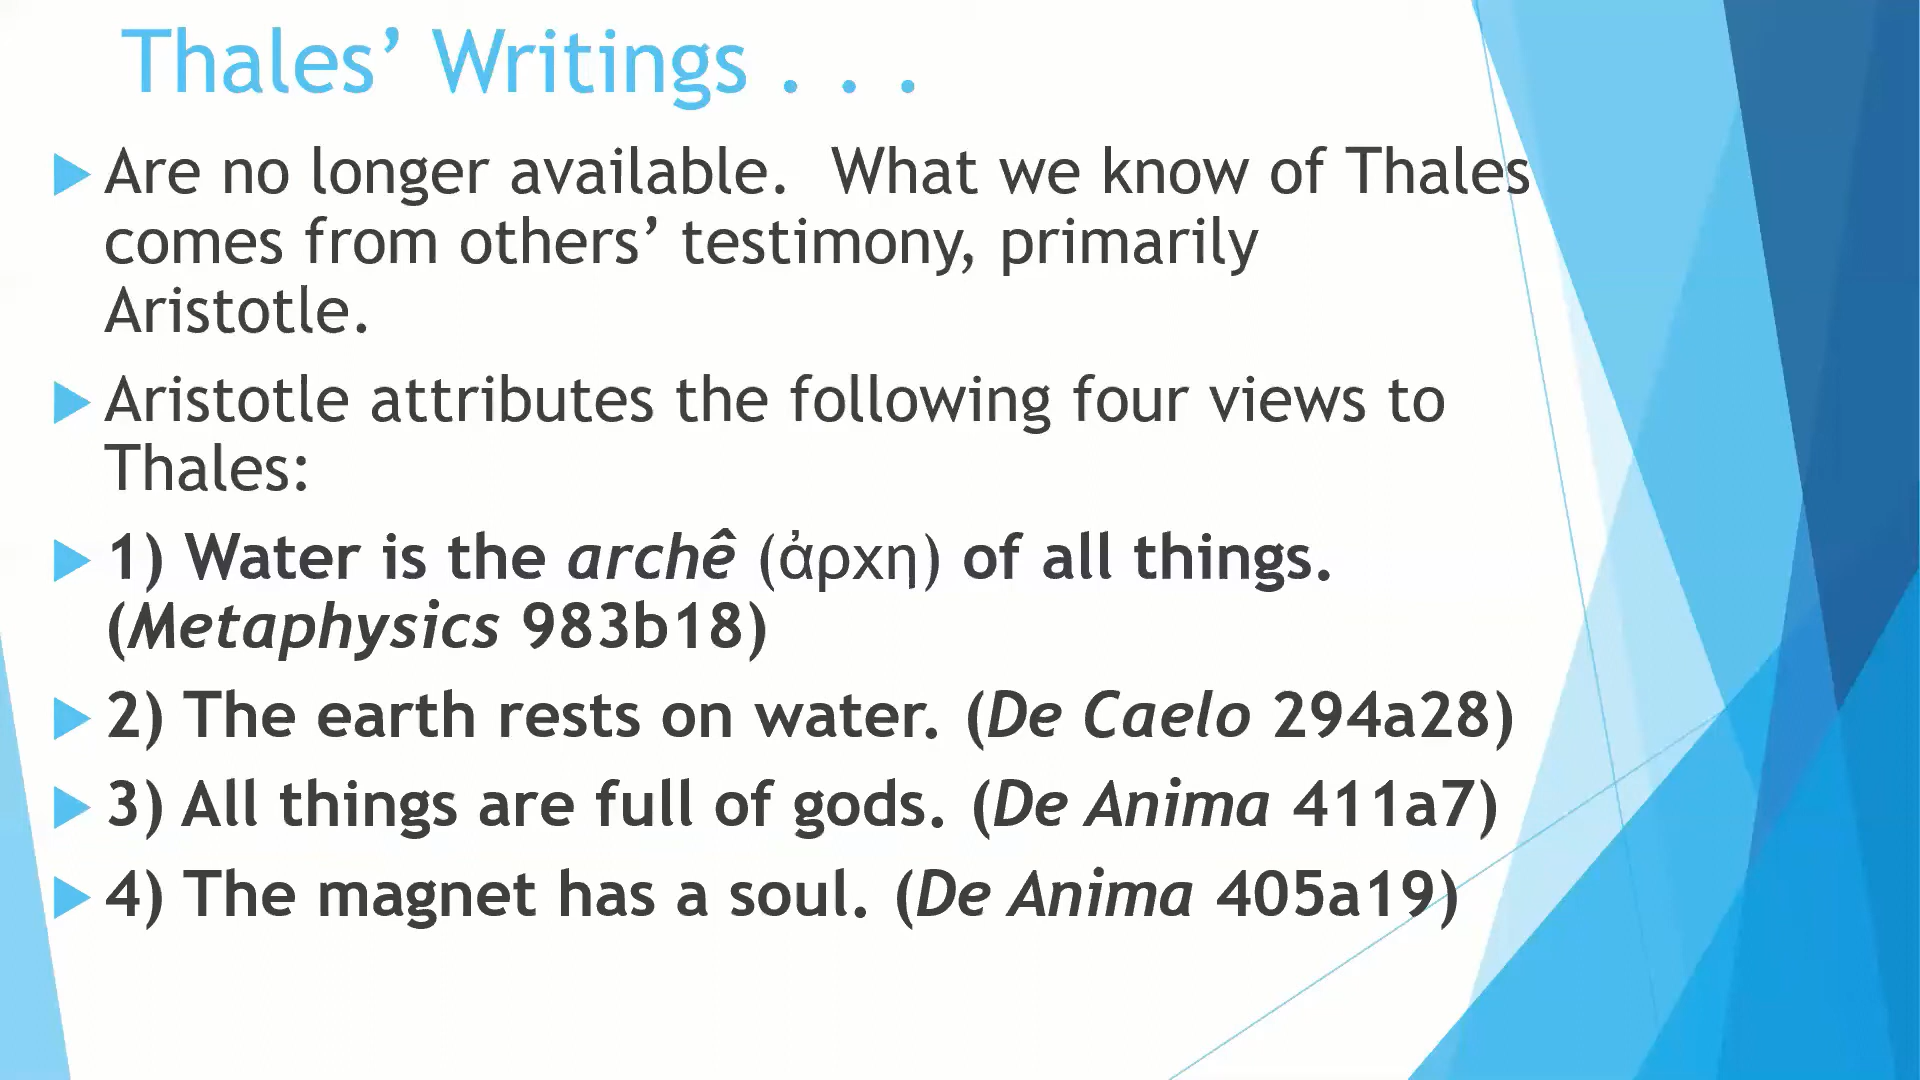 Thales’ Writings . . .
Are no longer available.  What we know of Thales
comes from others’ testimony, primarily
Aristotle.
Aristotle attributes the following four views to
Thales:
1) Water is the archê (ἀρχη) of all things.
(Metaphysics 983b18)
2) The earth rests on water. (De Caelo 294a28)
3) All things are full of gods. (De Anima 411a7)
4) The magnet has a soul. (De Anima 405a19)